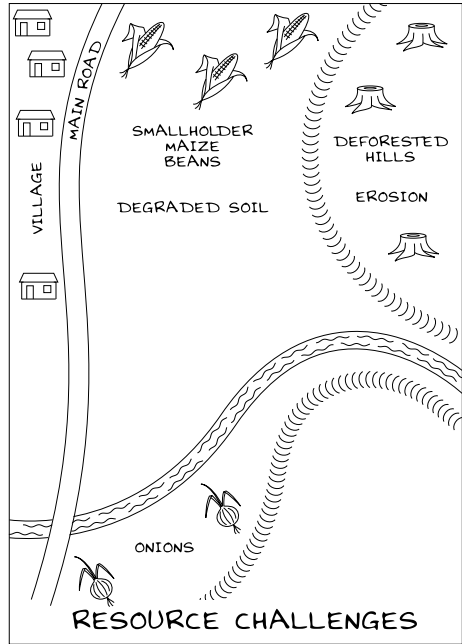 MAIN ROAD
VILLAGE
SMALLHOLDER
MAIZE
BEANS
DEGRADED SOIL
DEFORESTED
HILLS
EROSION
ONIONS
RESOURCE CHALLENGES